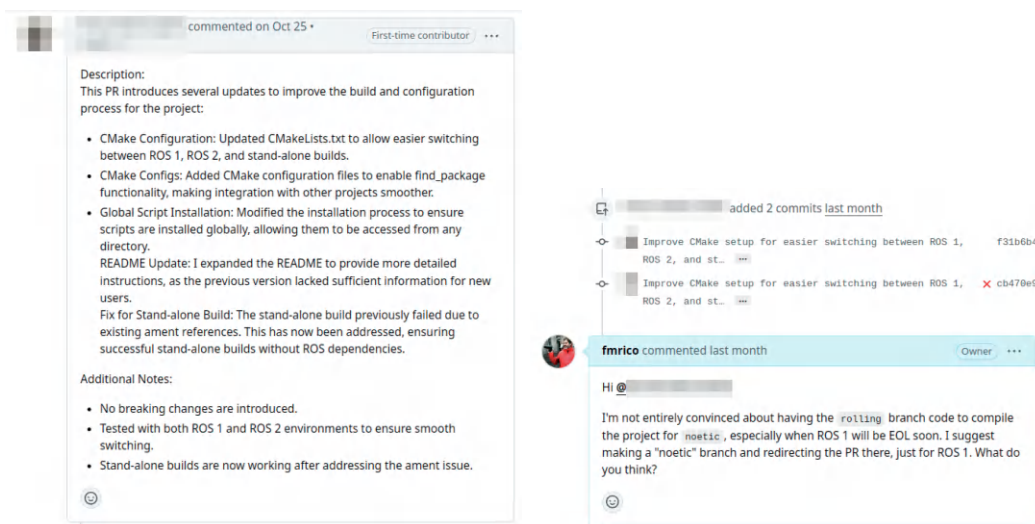 commented on Oct 25 •
First-time contributor ...
Description:
This PR introduces several updates to improve the build and configuration
process for the project:
• CMake Configuration: Updated CMakeLists.txt to allow easier switching
between ROS 1, ROS 2, and stand-alone builds.
• CMake Configs: Added CMake configuration files to enable find_package
functionality, making integration with other projects smoother.
• Global Script Installation: Modified the installation process to ensure
scripts are installed globally, allowing them to be accessed from any
directory.
README Update: I expanded the README to provide more detailed
instructions, as the previous version lacked sufficient information for new
users.
Fix for Stand-alone Build: The stand-alone build previously failed due to
existing ament references. This has now been addressed, ensuring
successful stand-alone builds without ROS dependencies.
Additional Notes:
• No breaking changes are introduced.
• Tested with both ROS 1 and ROS 2 environments to ensure smooth
switching.
• Stand-alone builds are now working after addressing the ament issue.
added 2 commits last month
Improve CMake setup for easier switching between ROS 1, f31b6b4
ROS 2, and st… ...
Improve CMake setup for easier switching between ROS 1, cb470e9
ROS 2, and st… ...
fmrico commented last month Owner ...
Hi @
I'm not entirely convinced about having the rolling branch code to compile
the project for noetic , especially when ROS 1 will be EOL soon. I suggest
making a "noetic" branch and redirecting the PR there, just for ROS 1. What do
you think?